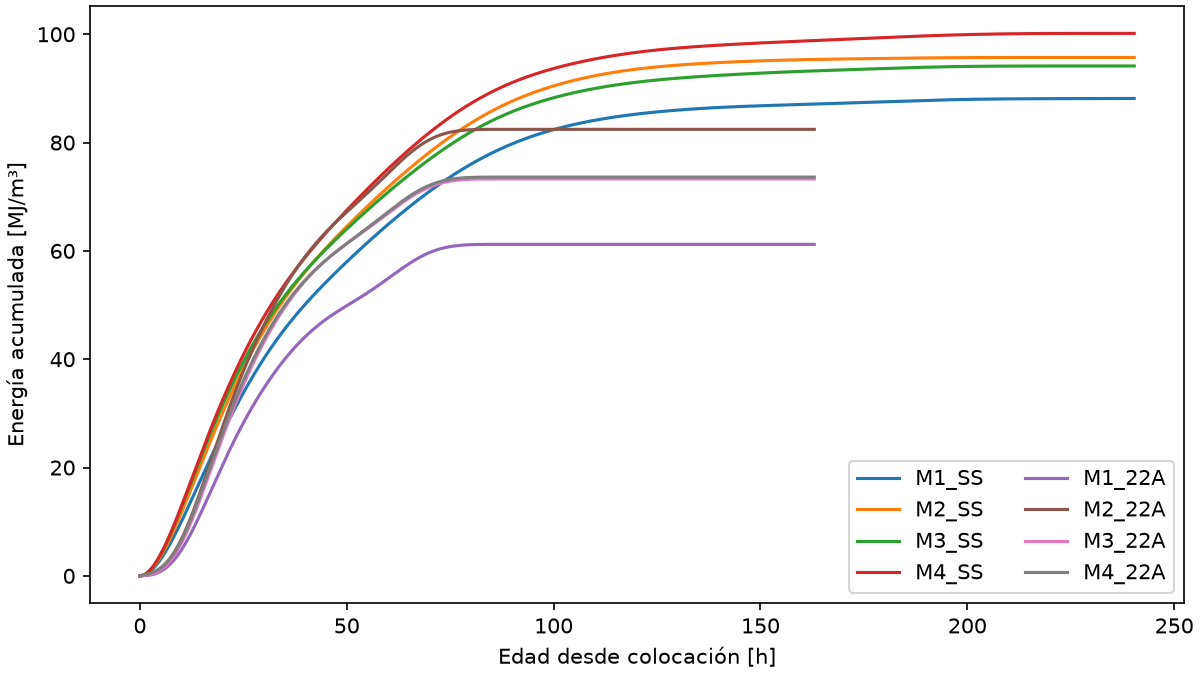 100
80
60
40
20
0
Energía acumulada [MJ/m³]
0
50
100
150
200
250
Edad desde colocación [h]
M1_SS
M2_SS
M3_SS
M4_SS
M1_22A
M2_22A
M3_22A
M4_22A